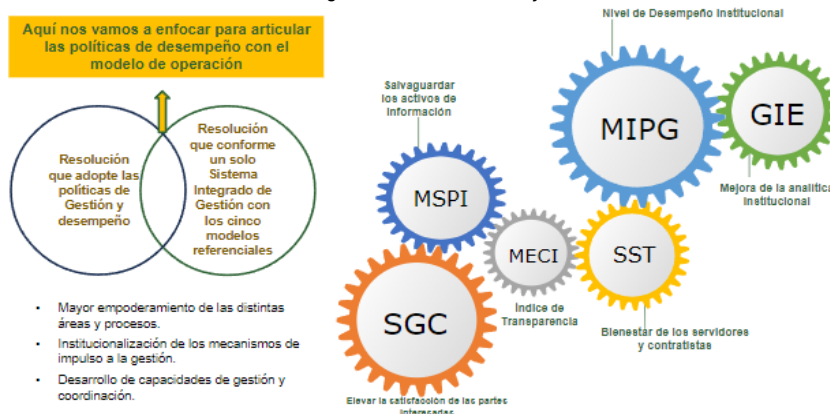 Aquí nos vamos a enfocar para articular
las políticas de desempeño con el
modelo de operación
Resolución
que adopte las
políticas de
Gestión y
desempeño
Resolución
que conforme
un solo
Sistema
Integrado de
Gestión con
los cinco
modelos
referenciales
• Mayor empoderamiento de las distintas
áreas y procesos.
• Institucionalización de los mecanismos de
impulso a la gestión.
• Desarrollo de capacidades de gestión y
coordinación.
Nivel de Desempeño Institucional
MIPG
GIE
Mejora de la analítica
Institucional
Salvaguardar
los activos de
Información
MSPI
MECI
Índice de
Transparencia
SST
Bienestar de los servidores
y contratistas
SGC
Elevar la satisfacción de las partes
interesadas